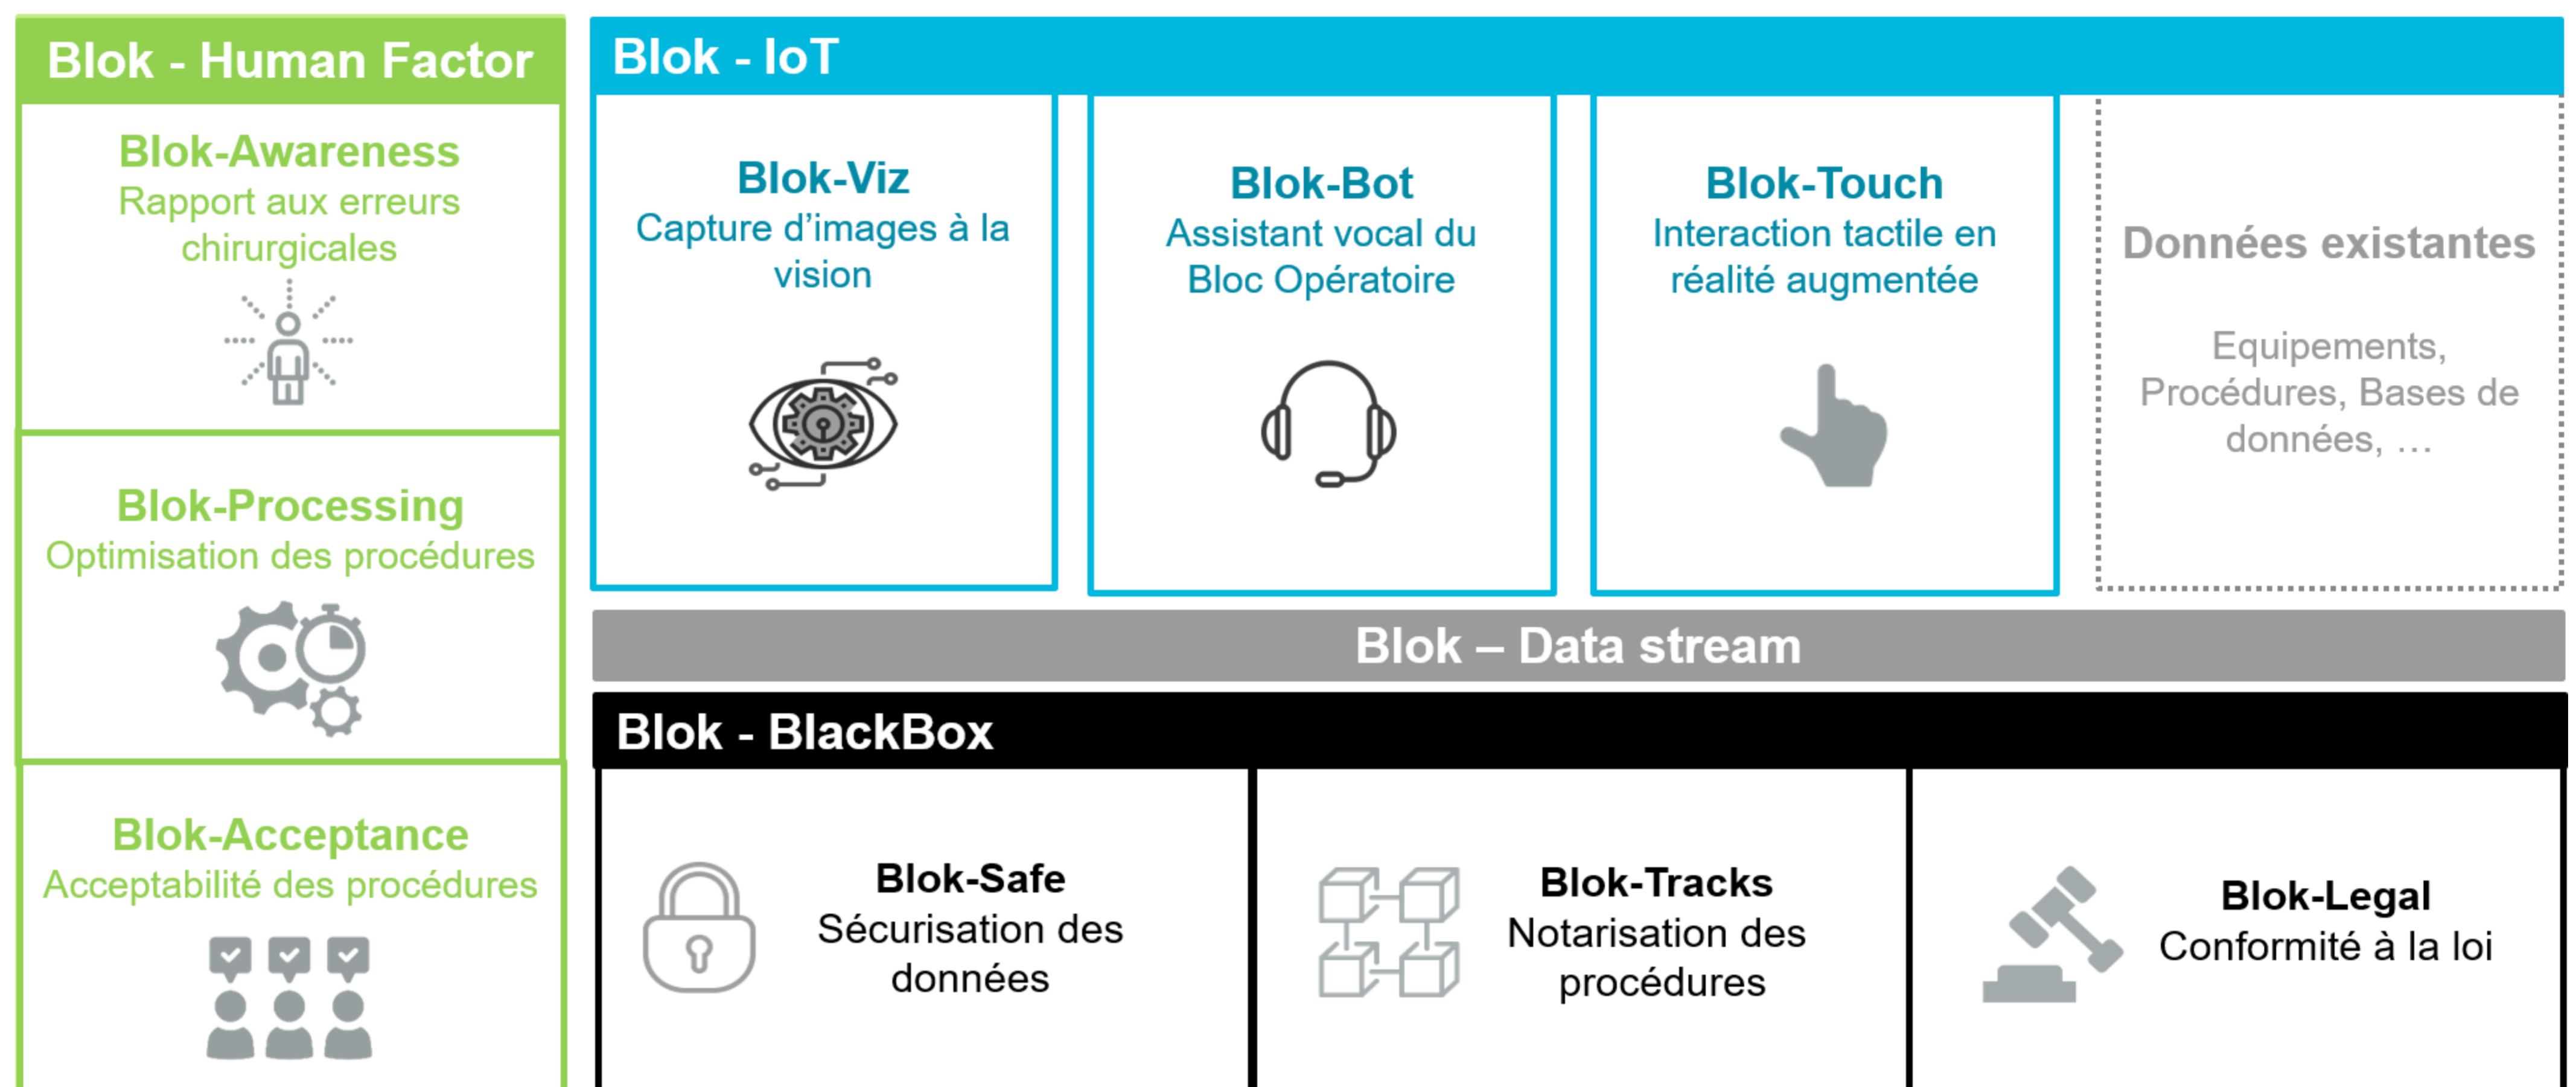 Blok - Human Factor
Blok-Awareness
Rapport aux erreurs
chirurgicales
Blok-Processing
Optimisation des procédures
Blok-Acceptance
Acceptabilité des procédures
Blok - IoT
Blok-Viz
Capture d’images à la
vision
Blok-Bot
Assistant vocal du
Bloc Opératoire
Blok-Touch
Interaction tactile en
réalité augmentée
Données existantes
Equipements,
Procédures, Bases de
données, …
Blok – Data stream
Blok - BlackBox
Blok-Safe
Sécurisation des
données
Blok-Tracks
Notarisation des
procédures
Blok-Legal
Conformité à la loi